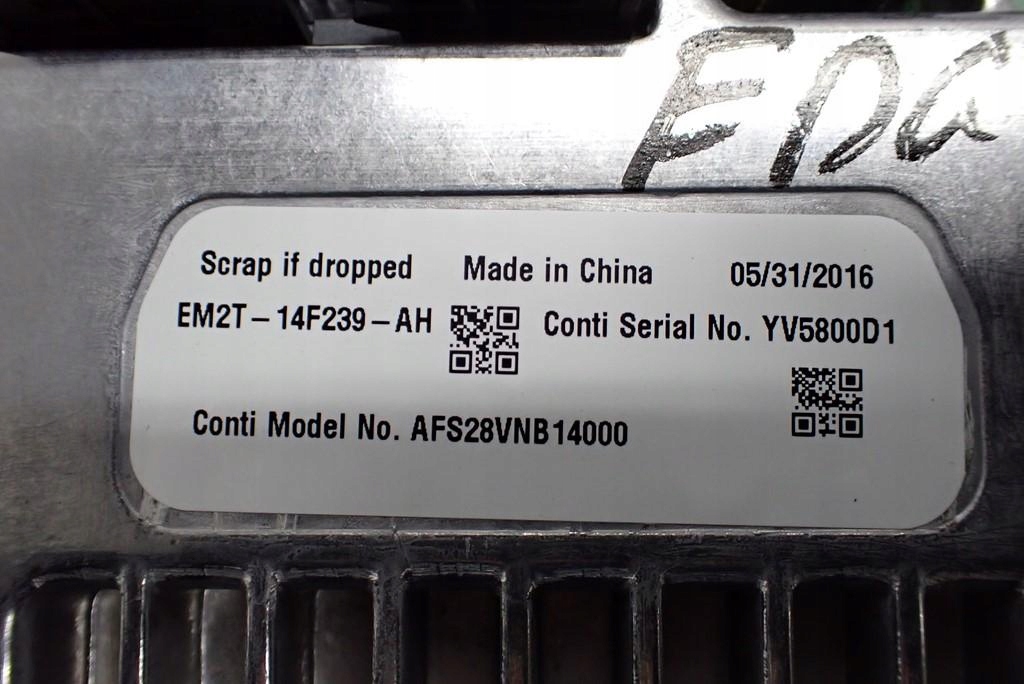 EDG
Scrap if dropped Made in China 05/31/2016
EM2T-14F239-AH Conti Serial No. YV5800D1
Conti Model No. AFS28VNB14000